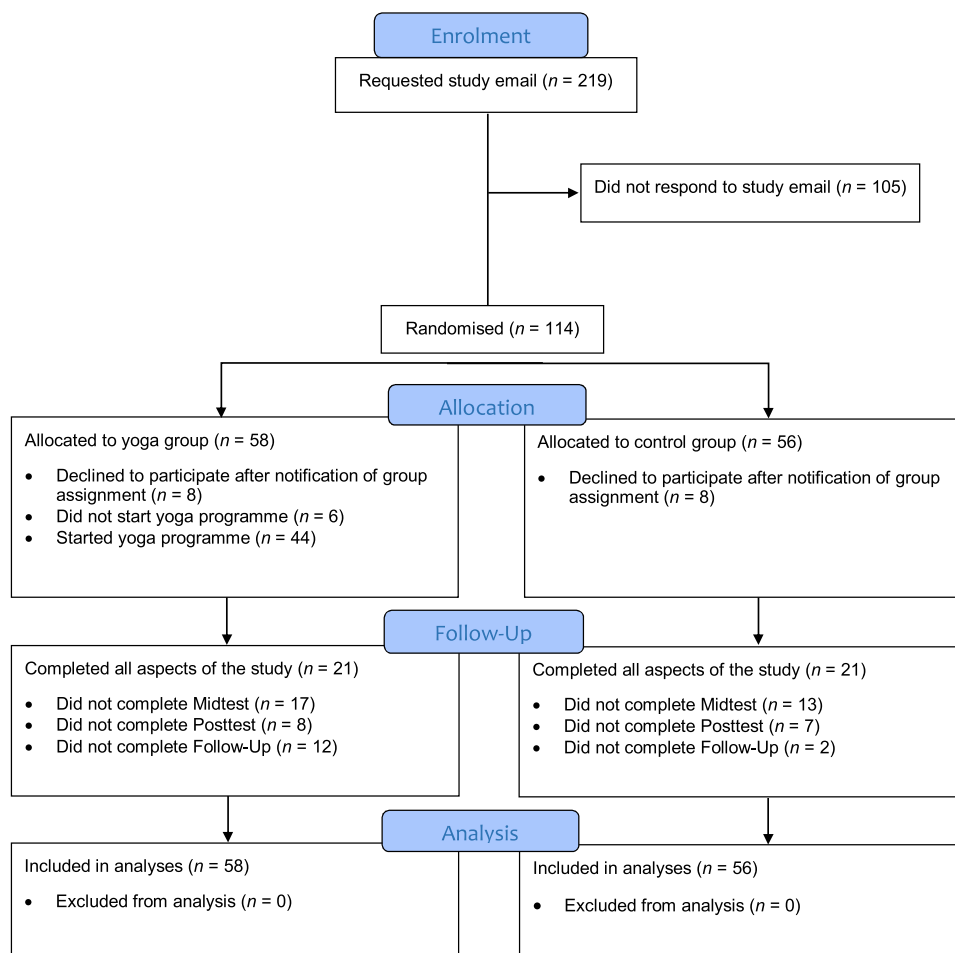 Enrolment
Requested study email (n = 219)
Did not respond to study email (n = 105)
Randomised (n = 114)
Allocation
Allocated to yoga group (n = 58)
• Declined to participate after notification of group
assignment (n = 8)
• Did not start yoga programme (n = 6)
• Started yoga programme (n = 44)
Allocated to control group (n = 56)
• Declined to participate after notification of group
assignment (n = 8)
Follow-Up
Completed all aspects of the study (n = 21)
• Did not complete Midtest (n = 17)
• Did not complete Posttest (n = 8)
• Did not complete Follow-Up (n = 12)
Completed all aspects of the study (n = 21)
• Did not complete Midtest (n = 13)
• Did not complete Posttest (n = 7)
• Did not complete Follow-Up (n = 2)
Analysis
Included in analyses (n = 58)
• Excluded from analysis (n = 0)
Included in analyses (n = 56)
• Excluded from analysis (n = 0)